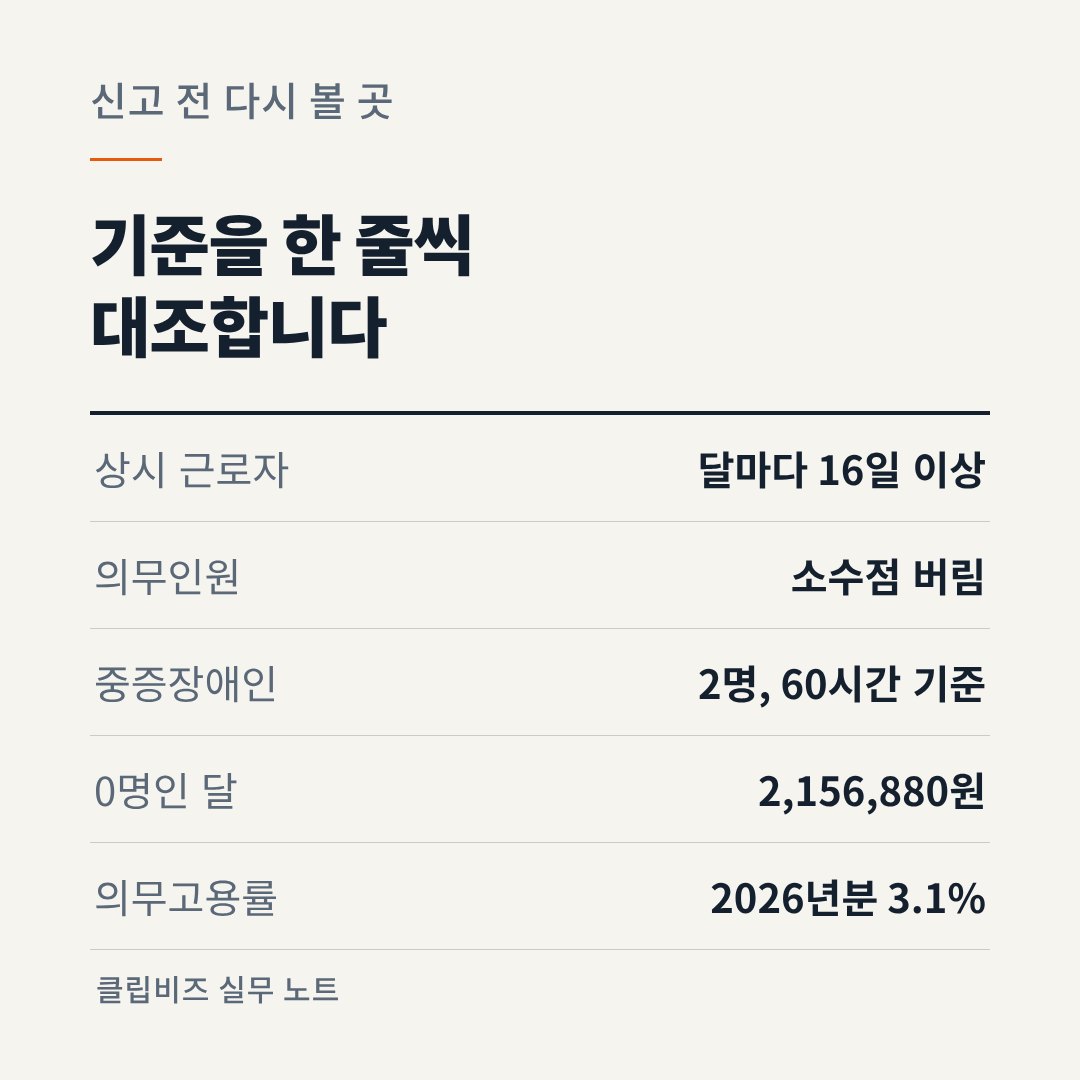 신고 전 다시 볼 곳
기준을 한 줄씩
대조합니다
상시 근로자 달마다 16일 이상
의무인원 소수점 버림
중증장애인 2명, 60시간 기준
0명인 달 2,156,880원
의무고용률 2026년분 3.1%
클립비즈 실무 노트